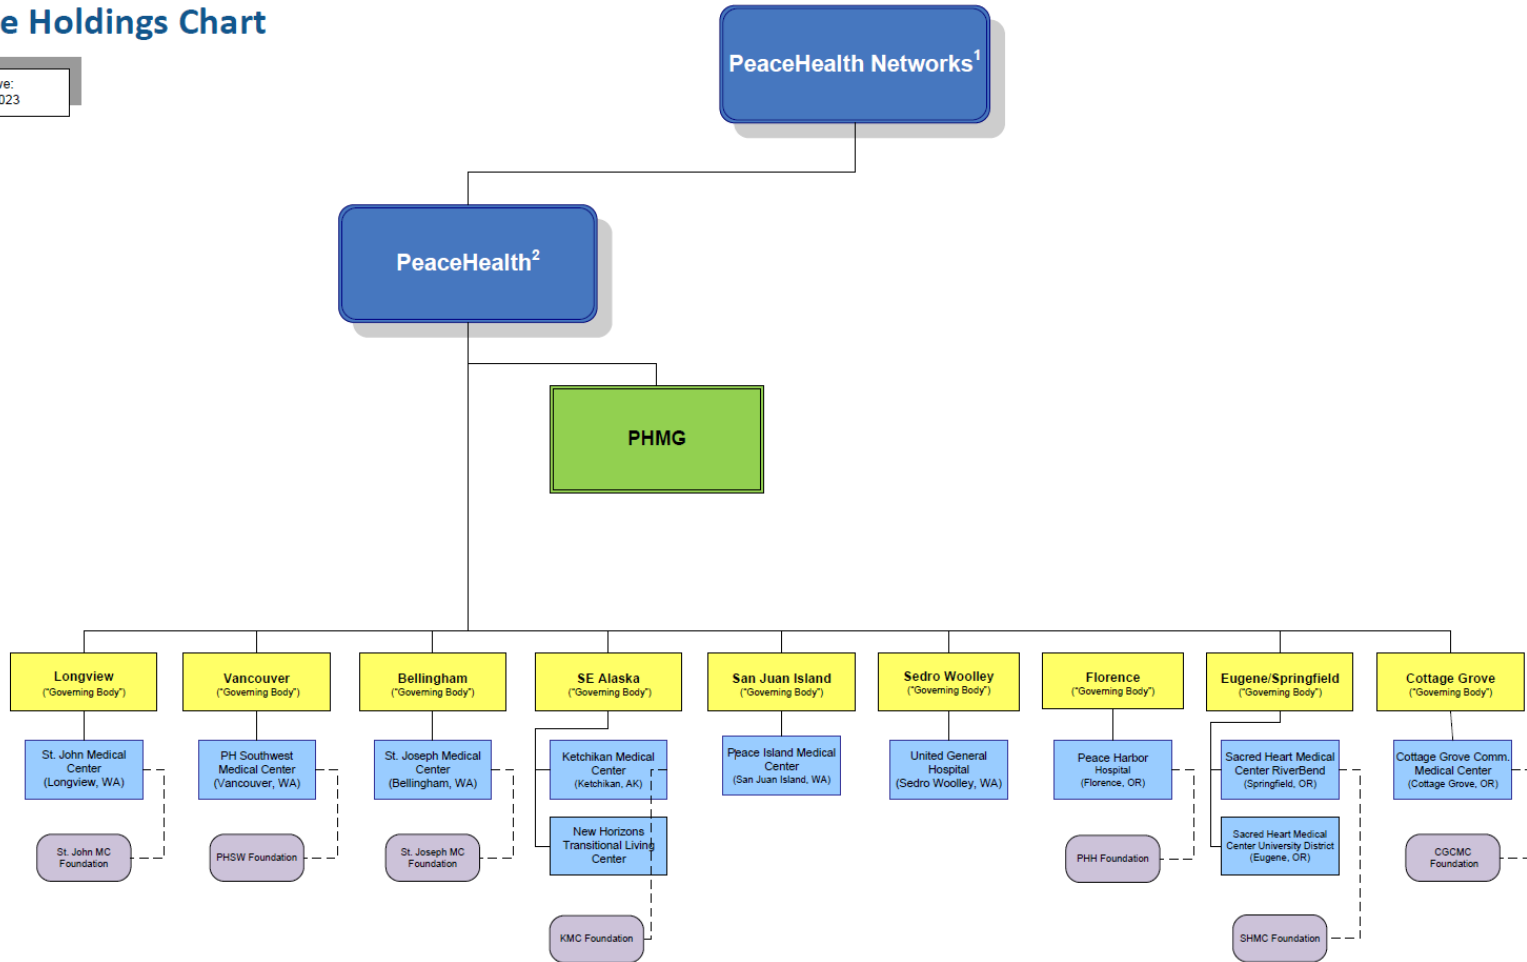 e Holdings Chart
ve:
023
PeaceHealth Networks1
PeaceHealth2
PHMG
Longview
("Governing Body")
Vancouver
("Governing Body")
Bellingham
("Governing Body")
SE Alaska
("Governing Body")
San Juan Island
("Governing Body")
Sedro Woolley
("Governing Body")
Florence
("Governing Body")
Eugene/Springfield
("Governing Body")
Cottage Grove
("Governing Body")
St. John Medical
Center
(Longview, WA)
PH Southwest
Medical Center
(Vancouver, WA)
St. Joseph Medical
Center
(Bellingham, WA)
Ketchikan Medical
Center
(Ketchikan, AK)
Peace Island Medical
Center
(San Juan Island, WA)
United General
Hospital
(Sedro Woolley, WA)
Peace Harbor
Hospital
(Florence, OR)
Sacred Heart Medical
Center RiverBend
(Springfield, OR)
Cottage Grove Comm.
Medical Center
(Cottage Grove, OR)
New Horizons
Transitional Living
Center
Sacred Heart Medical
Center University District
(Eugene, OR)
St. John MC
Foundation
PHSW Foundation
St. Joseph MC
Foundation
PHH Foundation
CGCMC
Foundation
KMC Foundation
SHMC Foundation